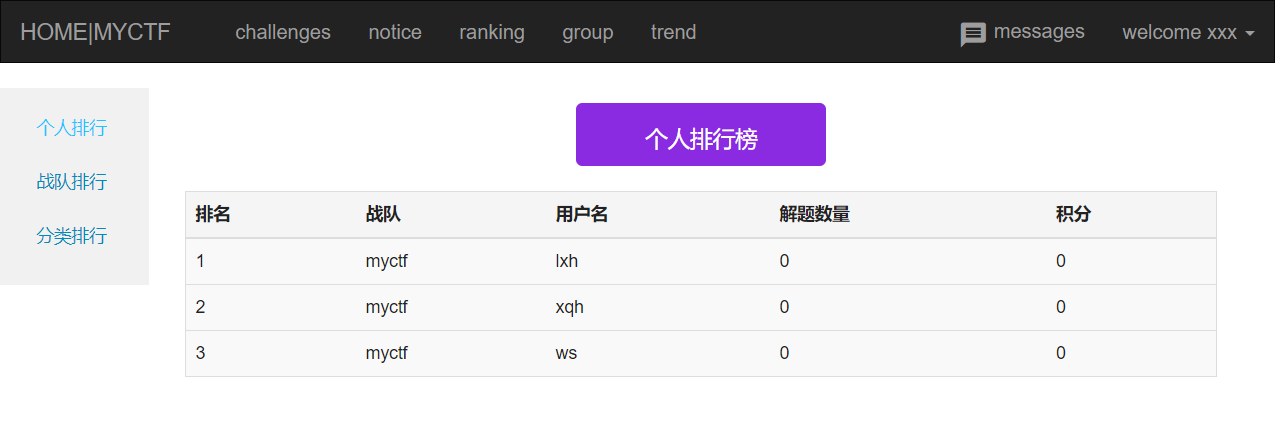 HOME|MYCTF challenges notice ranking group trend messages welcome xxx
个人排行
战队排行
分类排行
个人排行榜
排名 战队 用户名 解题数量 积分
1 myctf lxh 0 0
2 myctf xqh 0 0
3 myctf ws 0 0